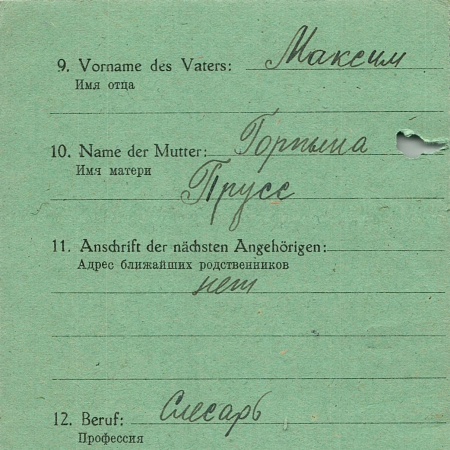 9. Vorname des Vaters: Максим
Имя отца
10. Name der Mutter: Горпына
Имя матери Прусс
11. Anschrift der nächsten Angehörigen:
Адрес ближайших родственников
нет
12. Beruf: Слесарь
Профессия